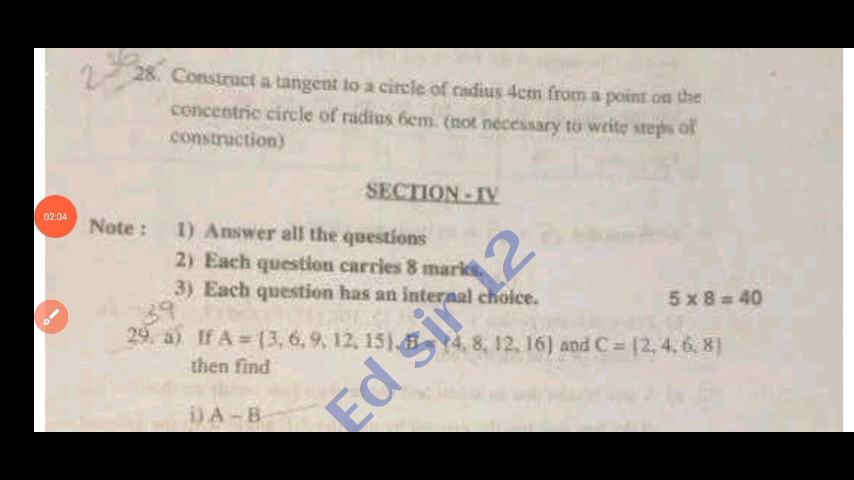 28. Construct a tangent to a circle of radius 4cm from a point on the
concentric circle of radius 6cm. (not necessary to write steps of
construction)
SECTION - IV
02:04
Note : 1) Answer all the questions
2) Each question carries 8 marks.
3) Each question has an internal choice. 5 x 8 = 40
39
29. a) If A = {3, 6, 9, 12, 15}, B = {4, 8, 12, 16} and C = {2, 4, 6, 8}
then find
i) A – B
Ed sir 12